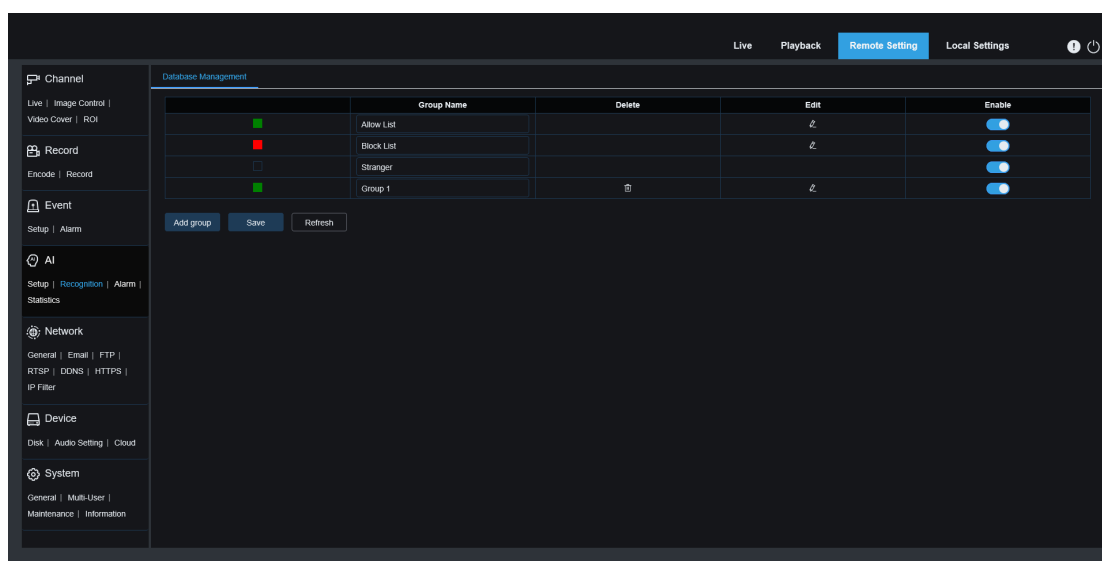 Live Playback Remote Setting Local Settings
Channel
Live | Image Control |
Video Cover | ROI
Record
Encode | Record
Event
Setup | Alarm
AI
Setup | Recognition | Alarm |
Statistics
Network
General | Email | FTP |
RTSP | DDNS | HTTPS |
IP Filter
Device
Disk | Audio Setting | Cloud
System
General | Multi-User |
Maintenance | Information
Database Management
Group Name Delete Edit Enable
Allow List
Block List
Stranger
Group 1
Add group Save Refresh